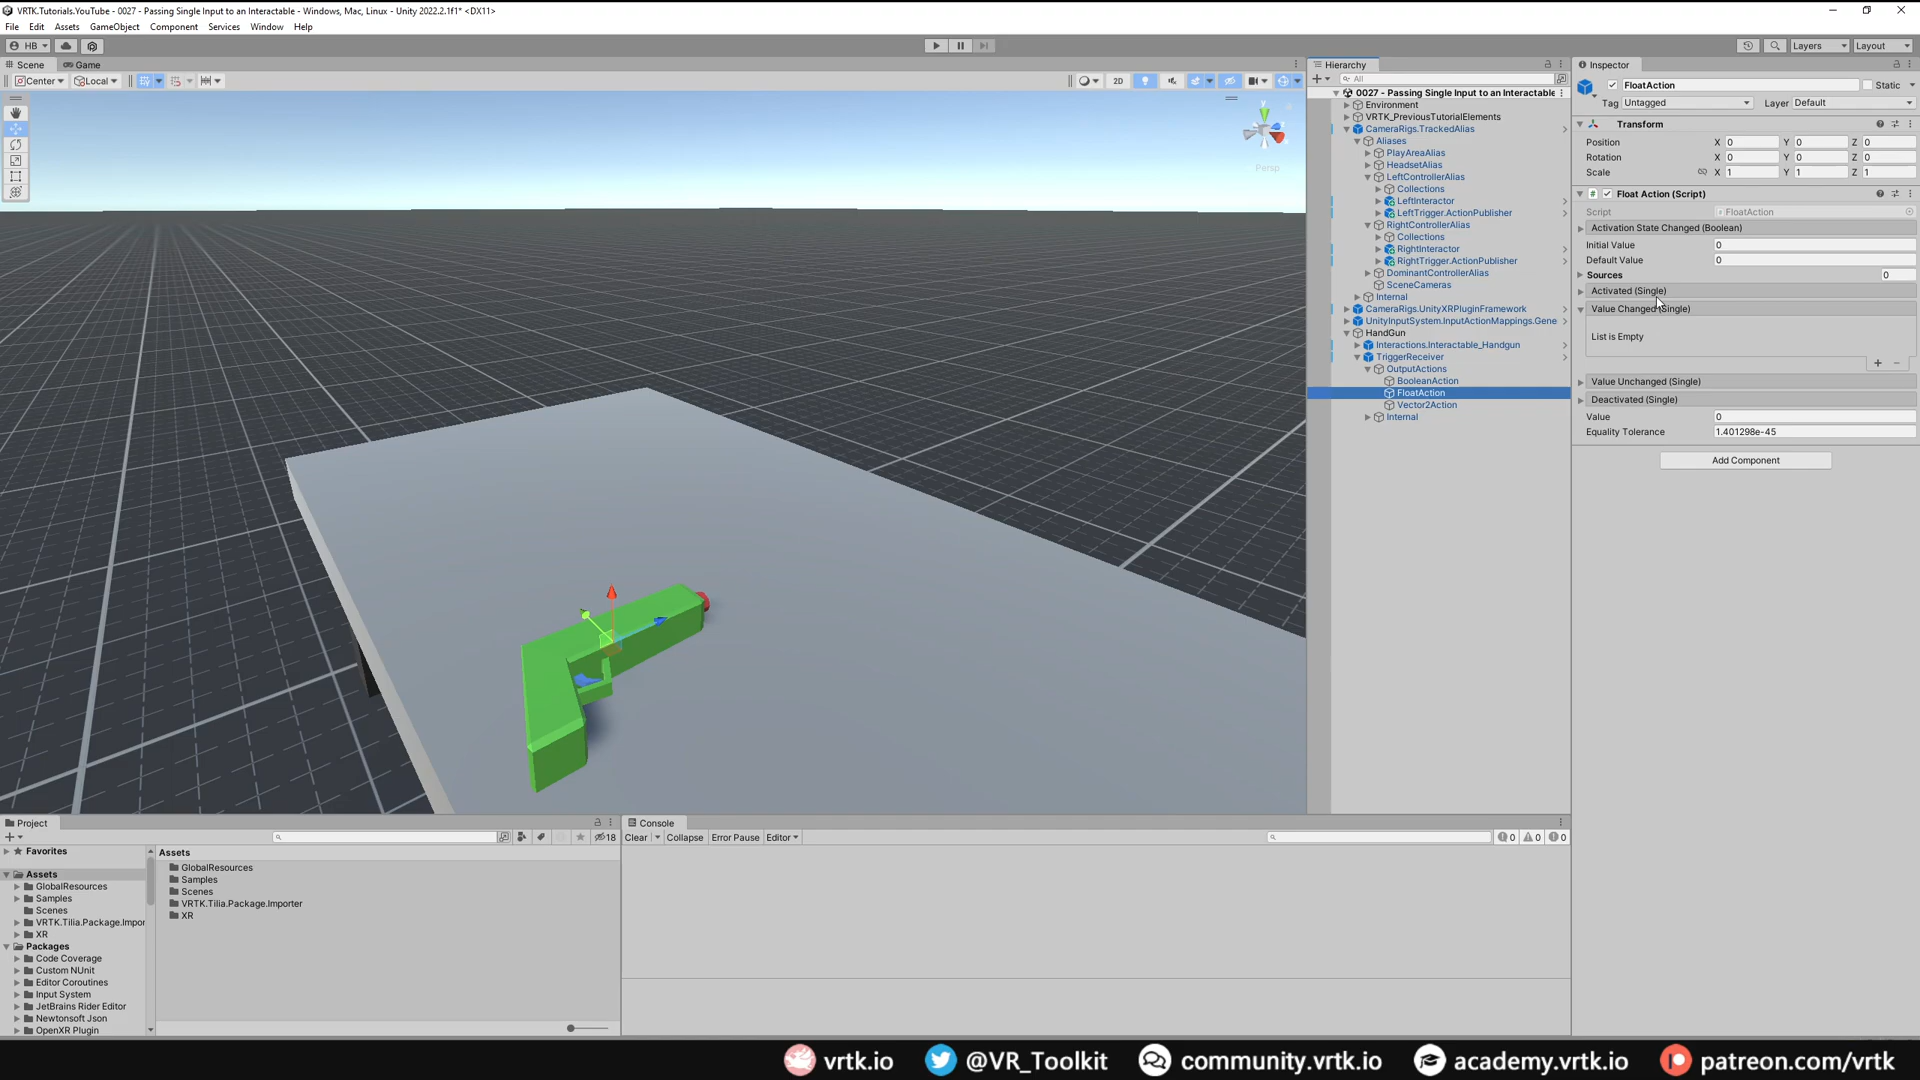 VRTK.Tutorials.YouTube - 0027 - Passing Single Input to an Interactable - Windows, Mac, Linux - Unity 2022.2.1f1* <DX11>
File Edit Assets GameObject Component Services Window Help
HB Layers Layout
Scene Game
Center Local 2D
Persp
Hierarchy
All
0027 - Passing Single Input to an Interactable
Environment
VRTK_PreviousTutorialElements
CameraRigs.TrackedAlias
Aliases
PlayAreaAlias
HeadsetAlias
LeftControllerAlias
Collections
LeftInteractor
LeftTrigger.ActionPublisher
RightControllerAlias
Collections
RightInteractor
RightTrigger.ActionPublisher
DominantControllerAlias
SceneCameras
Internal
CameraRigs.UnityXRPluginFramework
UnityInputSystem.InputActionMappings.Gene
HandGun
Interactions.Interactable_Handgun
TriggerReceiver
OutputActions
BooleanAction
FloatAction
Vector2Action
Internal
Inspector
FloatAction Static
Tag Untagged Layer Default
Transform
Position X 0 Y 0 Z 0
Rotation X 0 Y 0 Z 0
Scale X 1 Y 1 Z 1
# Float Action (Script)
Script FloatAction
Activation State Changed (Boolean)
Initial Value 0
Default Value 0
Sources 0
Activated (Single)
Value Changed (Single)
List is Empty
+ -
Value Unchanged (Single)
Deactivated (Single)
Value 0
Equality Tolerance 1.401298e-45
Add Component
Project
18
Favorites
Assets
GlobalResources
Samples
Scenes
VRTK.Tilia.Package.Impor
XR
Packages
Code Coverage
Custom NUnit
Editor Coroutines
Input System
JetBrains Rider Editor
Newtonsoft Json
OpenXR Plugin
Assets
GlobalResources
Samples
Scenes
VRTK.Tilia.Package.Importer
XR
Console
Clear Collapse Error Pause Editor 0 0 0
vrtk.io @VR_Toolkit community.vrtk.io academy.vrtk.io patreon.com/vrtk